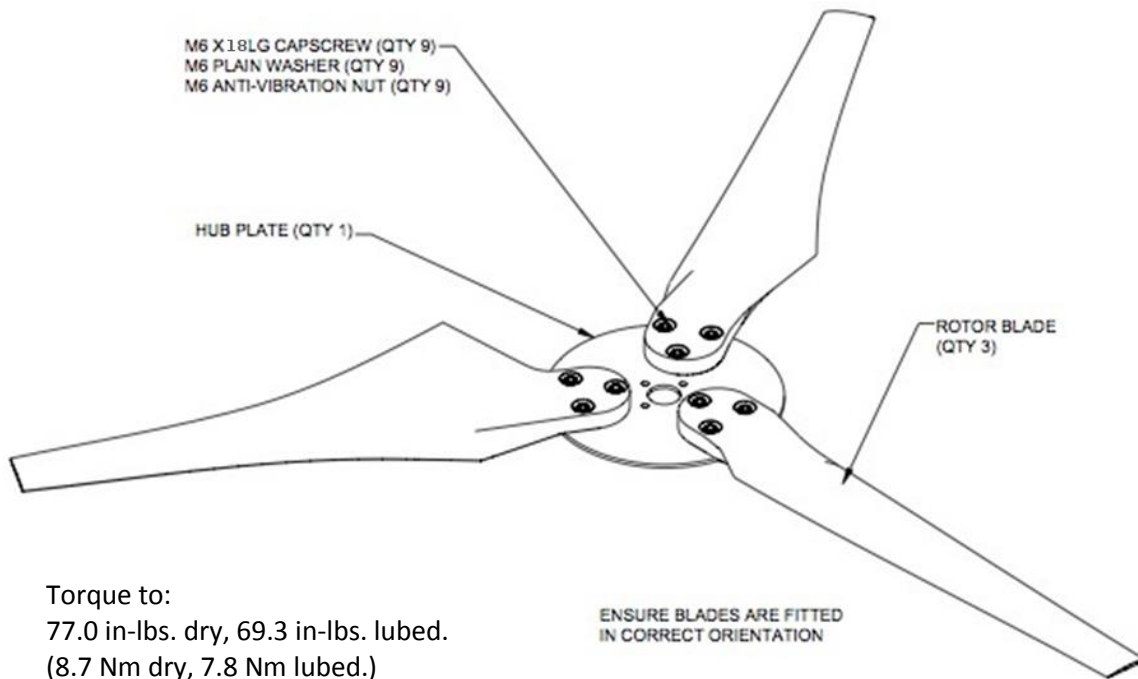 M6 X18LG CAPSCREW (QTY 9)
M6 PLAIN WASHER (QTY 9)
M6 ANTI-VIBRATION NUT (QTY 9)
HUB PLATE (QTY 1)
ROTOR BLADE
(QTY 3)
Torque to:
77.0 in-lbs. dry, 69.3 in-lbs. lubed.
(8.7 Nm dry, 7.8 Nm lubed.)
ENSURE BLADES ARE FITTED
IN CORRECT ORIENTATION